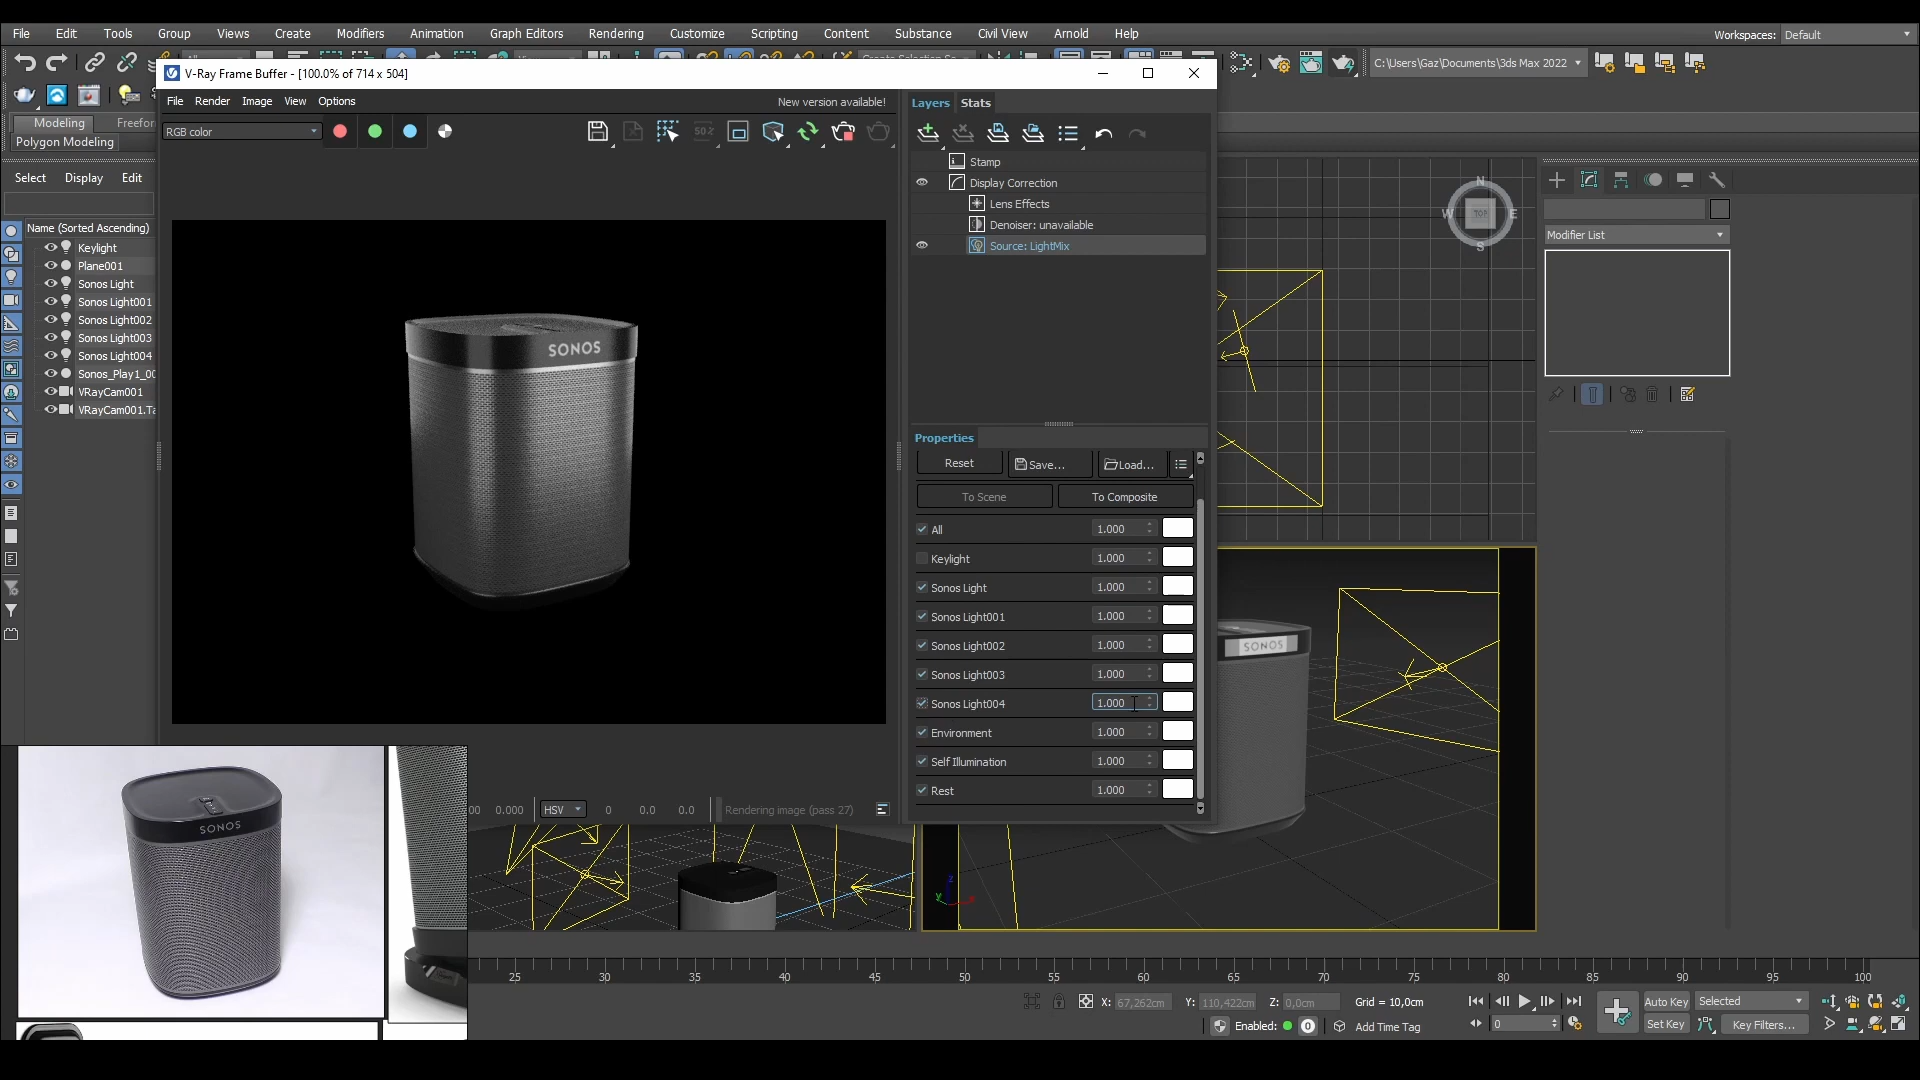 File Edit Tools Group Views Create Modifiers Animation Graph Editors Rendering Customize Scripting Content Substance Civil View Arnold Help
Workspaces: Default
C:\Users\Gaz\Documents\3ds Max 2022
V-Ray Frame Buffer - [100.0% of 714 x 504]
File Render Image View Options
New version available!
Layers Stats
Modeling
Polygon Modeling
RGB color
Select Display Edit
Name (Sorted Ascending)
Keylight
Plane001
Sonos Light
Sonos Light001
Sonos Light002
Sonos Light003
Sonos Light004
Sonos_Play1_00
VRayCam001
VRayCam001.Ta
Stamp
Display Correction
Lens Effects
Denoiser: unavailable
Source: LightMix
SONOS
Properties
Reset Save... Load...
To Scene To Composite
All 1.000
Keylight 1.000
Sonos Light 1.000
Sonos Light001 1.000
Sonos Light002 1.000
Sonos Light003 1.000
Sonos Light004 1.000
Environment 1.000
Self Illumination 1.000
Rest 1.000
N
W TOP E
S
Modifier List
SONOS
SONOS
00 0.000 HSV 0 0.0 0.0 Rendering image (pass 27)
z
y
x
25 30 35 40 45 50 55 60 65 70 75 80 85 90 95 100
X: 67,262cm Y: 110,422cm Z: 0,0cm Grid = 10,0cm
Enabled: 0 Add Time Tag
0
Auto Key Selected
Set Key Key Filters...